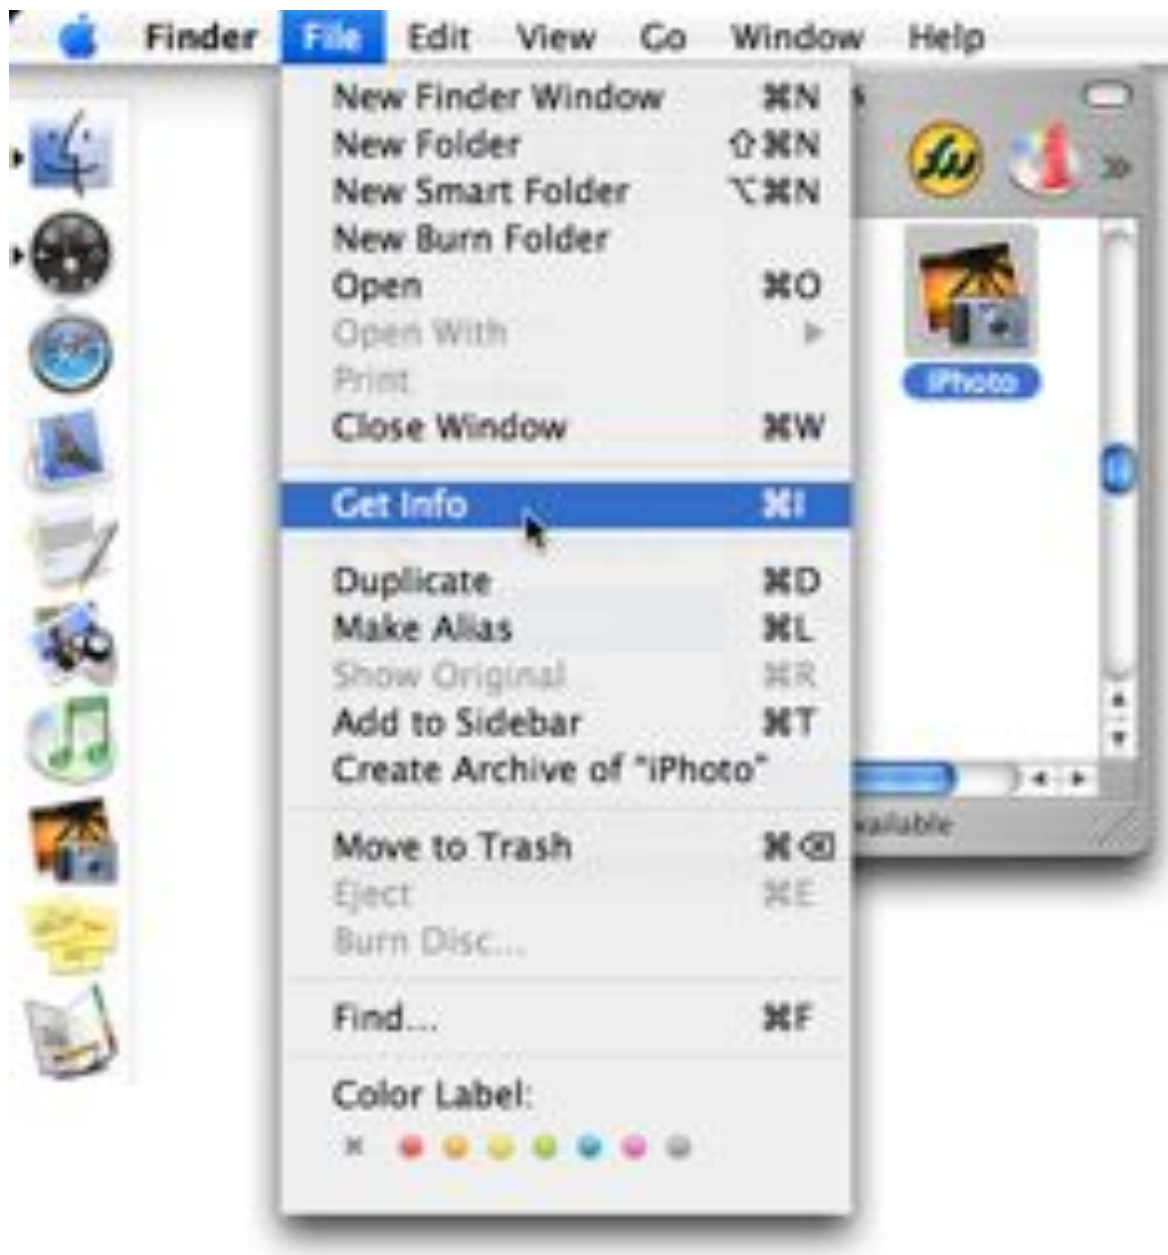 Finder File Edit View Go Window Help
New Finder Window ⌘N
New Folder ⇧⌘N
New Smart Folder ⌥⌘N
New Burn Folder
Open ⌘O
Open With ▶
Print
Close Window ⌘W
iPhoto
Get Info ⌘I
Duplicate ⌘D
Make Alias ⌘L
Show Original ⌘R
Add to Sidebar ⌘T
Create Archive of "iPhoto"
Move to Trash ⌘⌫
vailable
Eject ⌘E
Burn Disc...
Find... ⌘F
Color Label:
×